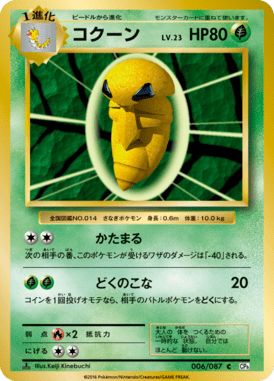 1進化
ビードルから進化
モンスターカードに重ねて使います。
コクーン LV.23 HP80
全国図鑑NO.014 さなぎポケモン 身長:0.6m 体重:10.0kg
かたまる
次の相手の番、このポケモンが受けるワザのダメージは「-40」される。
どくのこな 20
コインを1回投げオモテなら、相手のバトルポケモンをどくにする。
弱点 ×2 抵抗力
にげる
Illus.Keiji Kinebuchi
006/087 C CP6
©2016 Pokémon/Nintendo/Creatures/GAME FREAK.